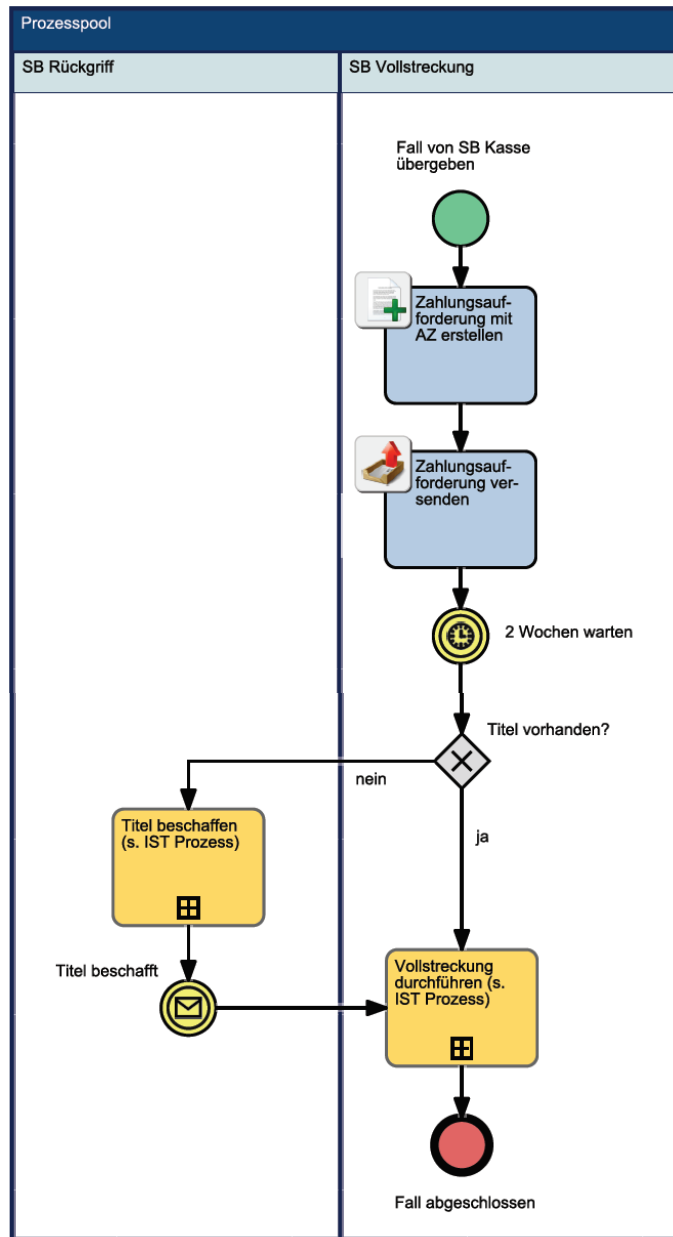 Prozesspool
SB Rückgriff
SB Vollstreckung
Fall von SB Kasse
übergeben
Zahlungsauf-
forderung mit
AZ erstellen
Zahlungsauf-
forderung ver-
senden
2 Wochen warten
Titel vorhanden?
nein
ja
Titel beschaffen
(s. IST Prozess)
Titel beschafft
Vollstreckung
durchführen (s.
IST Prozess)
Fall abgeschlossen